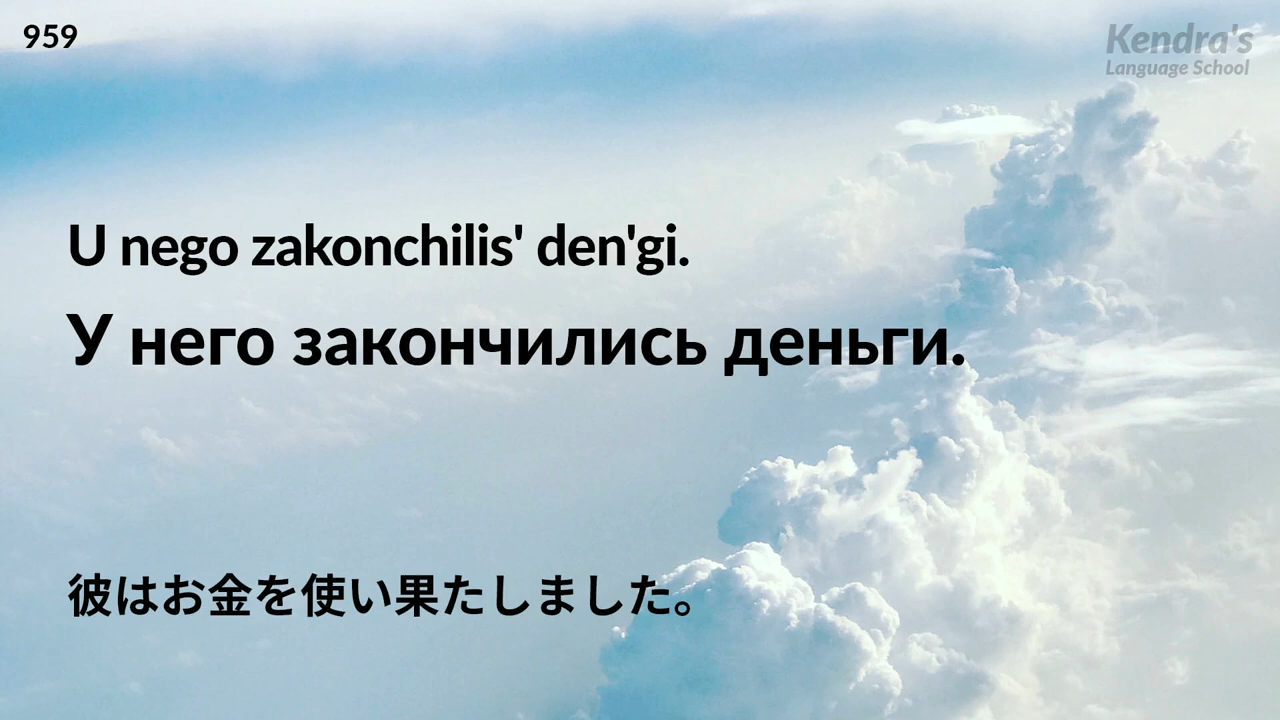 959
Kendra's
Language School
U nego zakonchilis' den'gi.
У него закончились деньги.
彼はお金を使い果たしました。